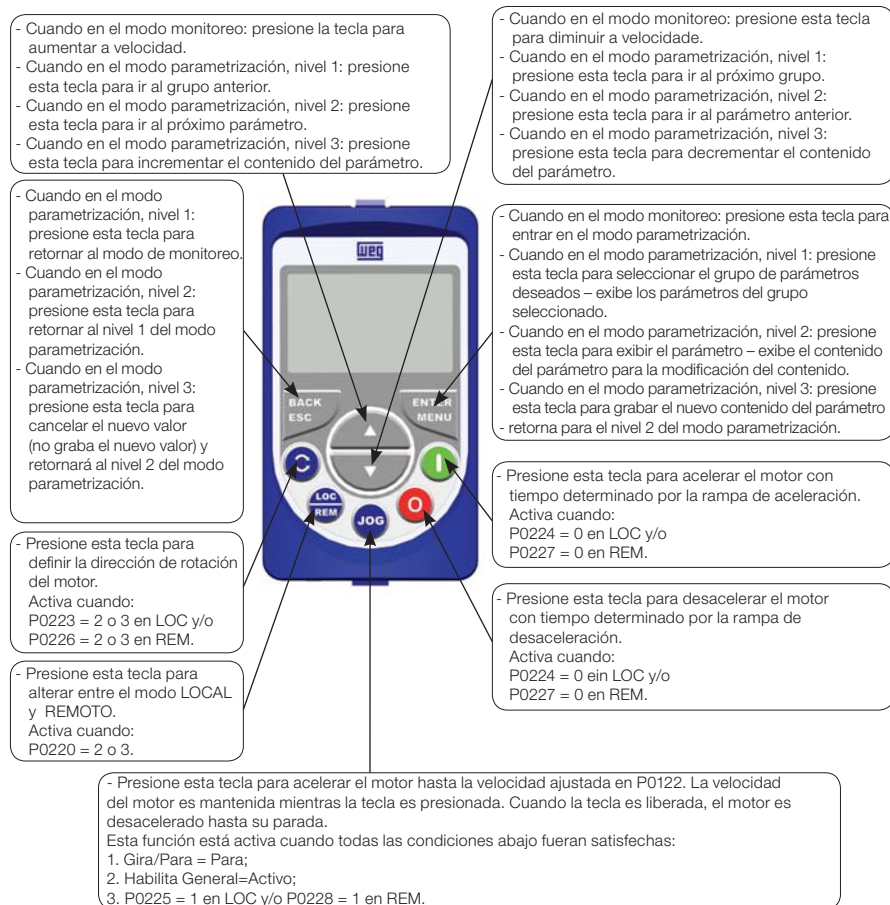 - Cuando en el modo monitoreo: presione la tecla para
aumentar a velocidad.
- Cuando en el modo parametrización, nivel 1: presione
esta tecla para ir al grupo anterior.
- Cuando en el modo parametrización, nivel 2: presione
esta tecla para ir al próximo parámetro.
- Cuando en el modo parametrización, nivel 3: presione
esta tecla para incrementar el contenido del parámetro.
- Cuando en el modo monitoreo: presione esta tecla
para diminuir a velocidade.
- Cuando en el modo parametrización, nivel 1:
presione esta tecla para ir al próximo grupo.
- Cuando en el modo parametrización, nivel 2:
presione esta tecla para ir al parámetro anterior.
- Cuando en el modo parametrización, nivel 3:
presione esta tecla para decrementar el contenido
del parámetro.
- Cuando en el modo
parametrización, nivel 1:
presione esta tecla para
retornar al modo de monitoreo.
- Cuando en el modo
parametrización, nivel 2:
presione esta tecla para
retornar al nivel 1 del modo
parametrización.
- Cuando en el modo
parametrización, nivel 3:
presione esta tecla para
cancelar el nuevo valor
(no graba el nuevo valor) y
retornará al nivel 2 del modo
parametrización.
- Cuando en el modo monitoreo: presione esta tecla para
entrar en el modo parametrización.
- Cuando en el modo parametrización, nivel 1: presione
esta tecla para seleccionar el grupo de parámetros
deseados – exibe los parámetros del grupo
seleccionado.
- Cuando en el modo parametrización, nivel 2: presione
esta tecla para exibir el parámetro – exibe el contenido
del parámetro para la modificación del contenido.
- Cuando en el modo parametrización, nivel 3: presione
esta tecla para grabar el nuevo contenido del parámetro
- retorna para el nivel 2 del modo parametrización.
weg
BACK
ESC
ENTER
MENU
LOC
REM
JOG
- Presione esta tecla para acelerar el motor con
tiempo determinado por la rampa de aceleración.
Activa cuando:
P0224 = 0 en LOC y/o
P0227 = 0 en REM.
- Presione esta tecla para
definir la dirección de rotación
del motor.
Activa cuando:
P0223 = 2 o 3 en LOC y/o
P0226 = 2 o 3 en REM.
- Presione esta tecla para desacelerar el motor
con tiempo determinado por la rampa de
desaceleración.
Activa cuando:
P0224 = 0 ein LOC y/o
P0227 = 0 en REM.
- Presione esta tecla para
alterar entre el modo LOCAL
y REMOTO.
Activa cuando:
P0220 = 2 o 3.
- Presione esta tecla para acelerar el motor hasta la velocidad ajustada en P0122. La velocidad
del motor es mantenida mientras la tecla es presionada. Cuando la tecla es liberada, el motor es
desacelerado hasta su parada.
Esta función está activa cuando todas las condiciones abajo fueran satisfechas:
1. Gira/Para = Para;
2. Habilita General=Activo;
3. P0225 = 1 en LOC y/o P0228 = 1 en REM.